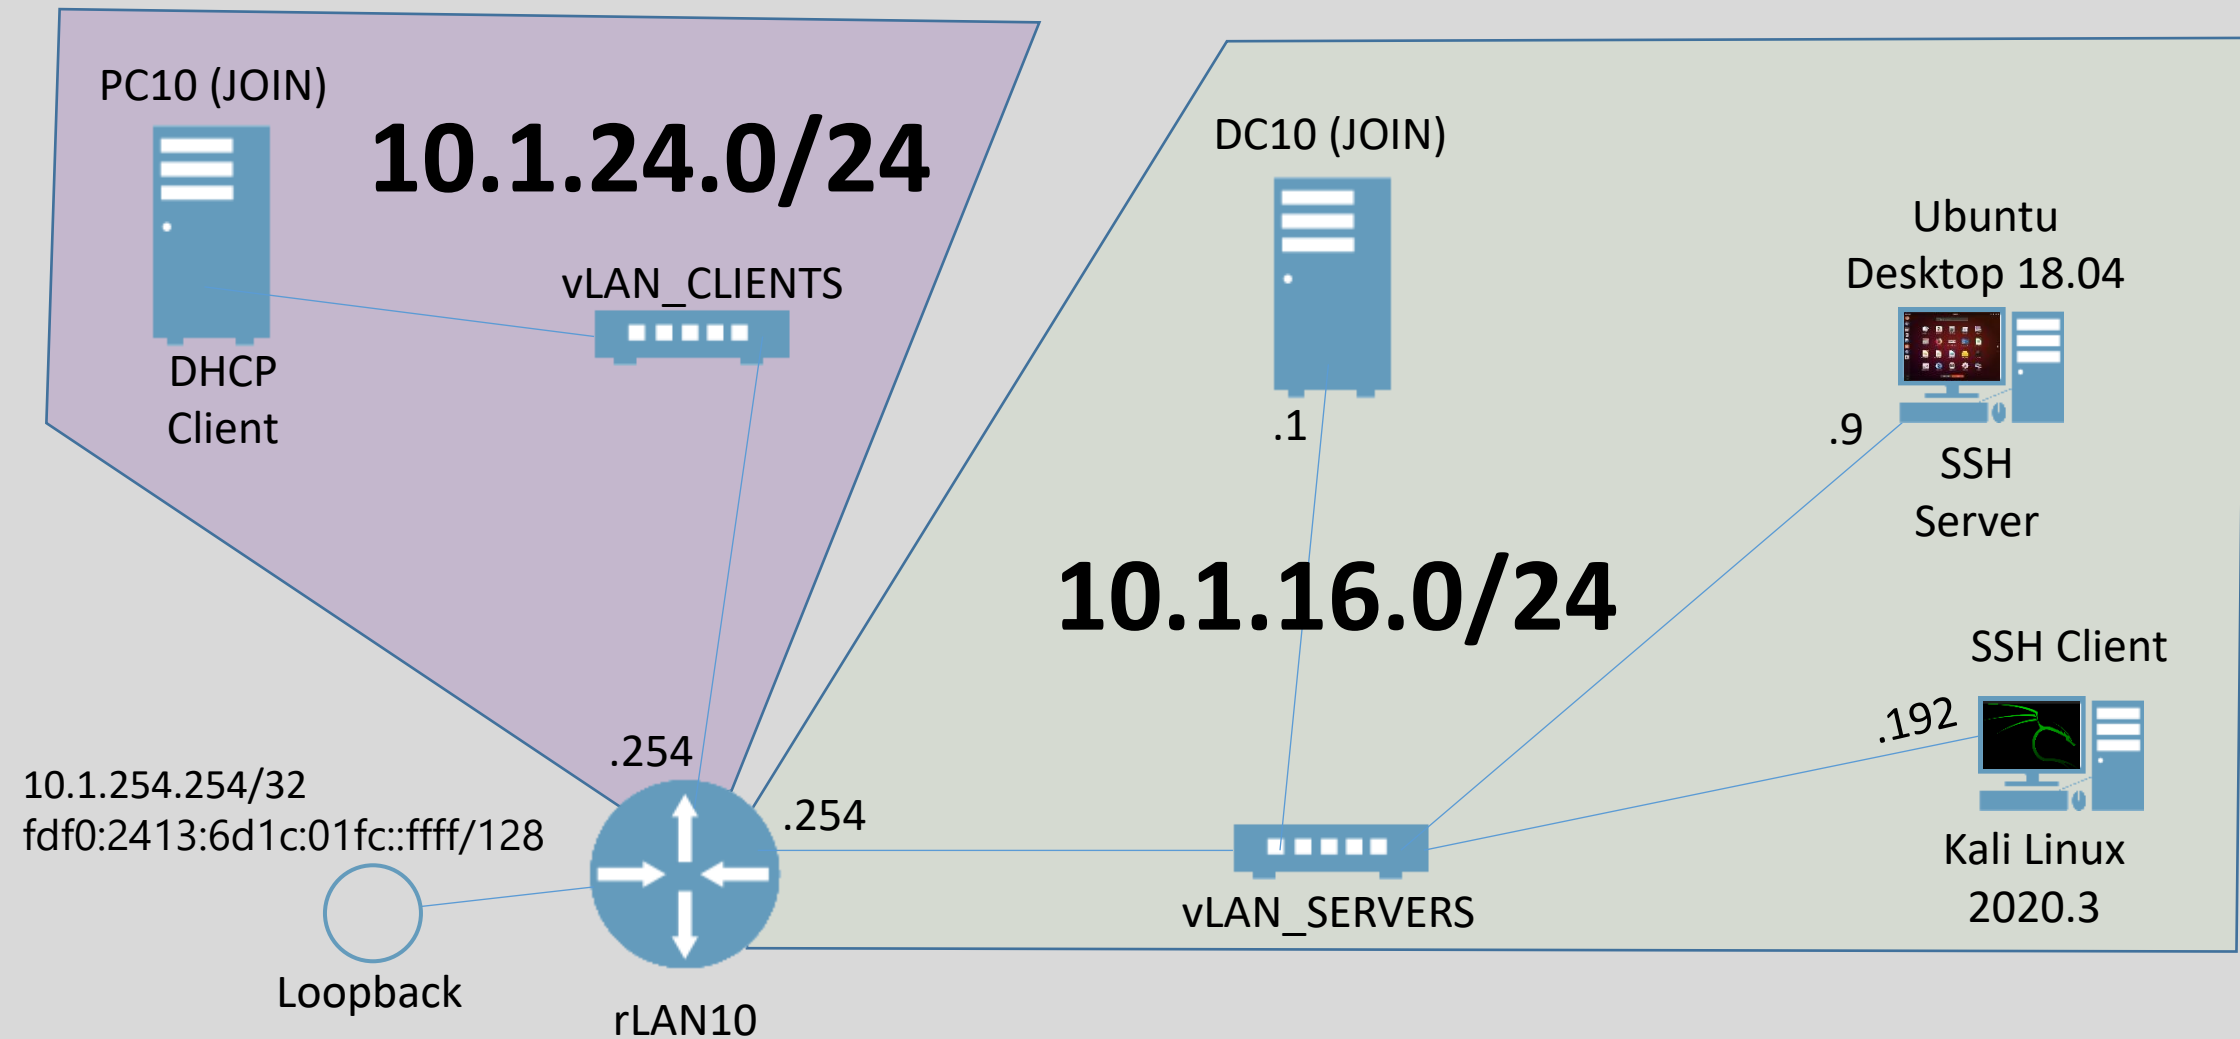 PC10 (JOIN)
10.1.24.0/24
vLAN_CLIENTS
DHCP
Client
.254
DC10 (JOIN)
.1
Ubuntu
Desktop 18.04
.9
SSH
Server
10.1.16.0/24
SSH Client
.192
Kali Linux
2020.3
.254
vLAN_SERVERS
10.1.254.254/32
fdf0:2413:6d1c:01fc::ffff/128
Loopback
rLAN10